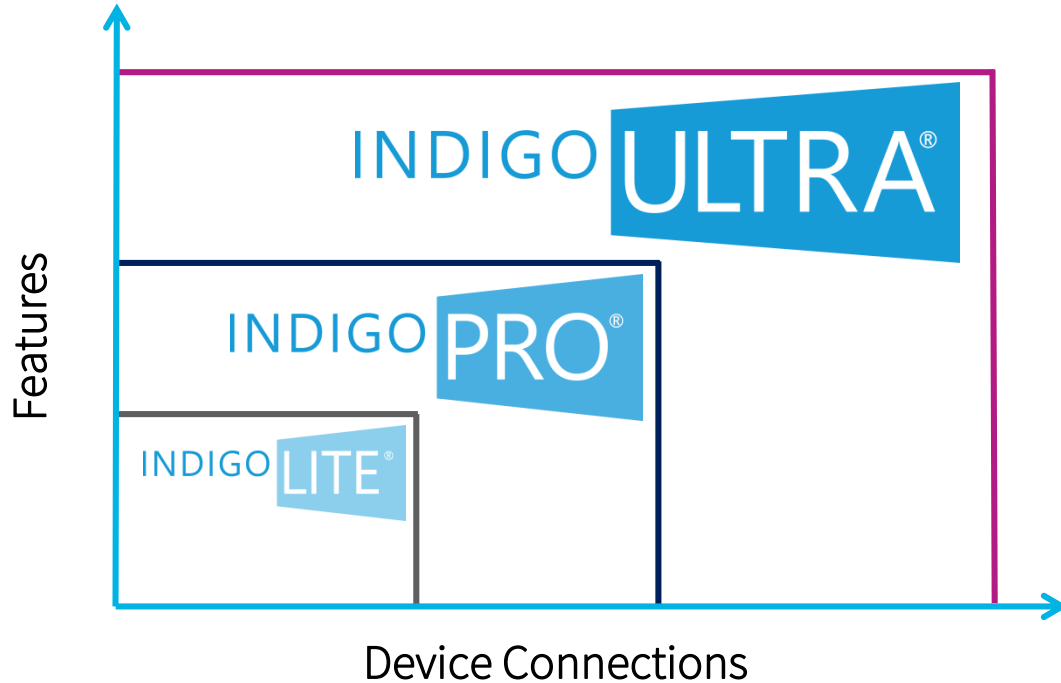 INDIGO ULTRA®
INDIGO PRO®
INDIGO LITE®
Features
Device Connections